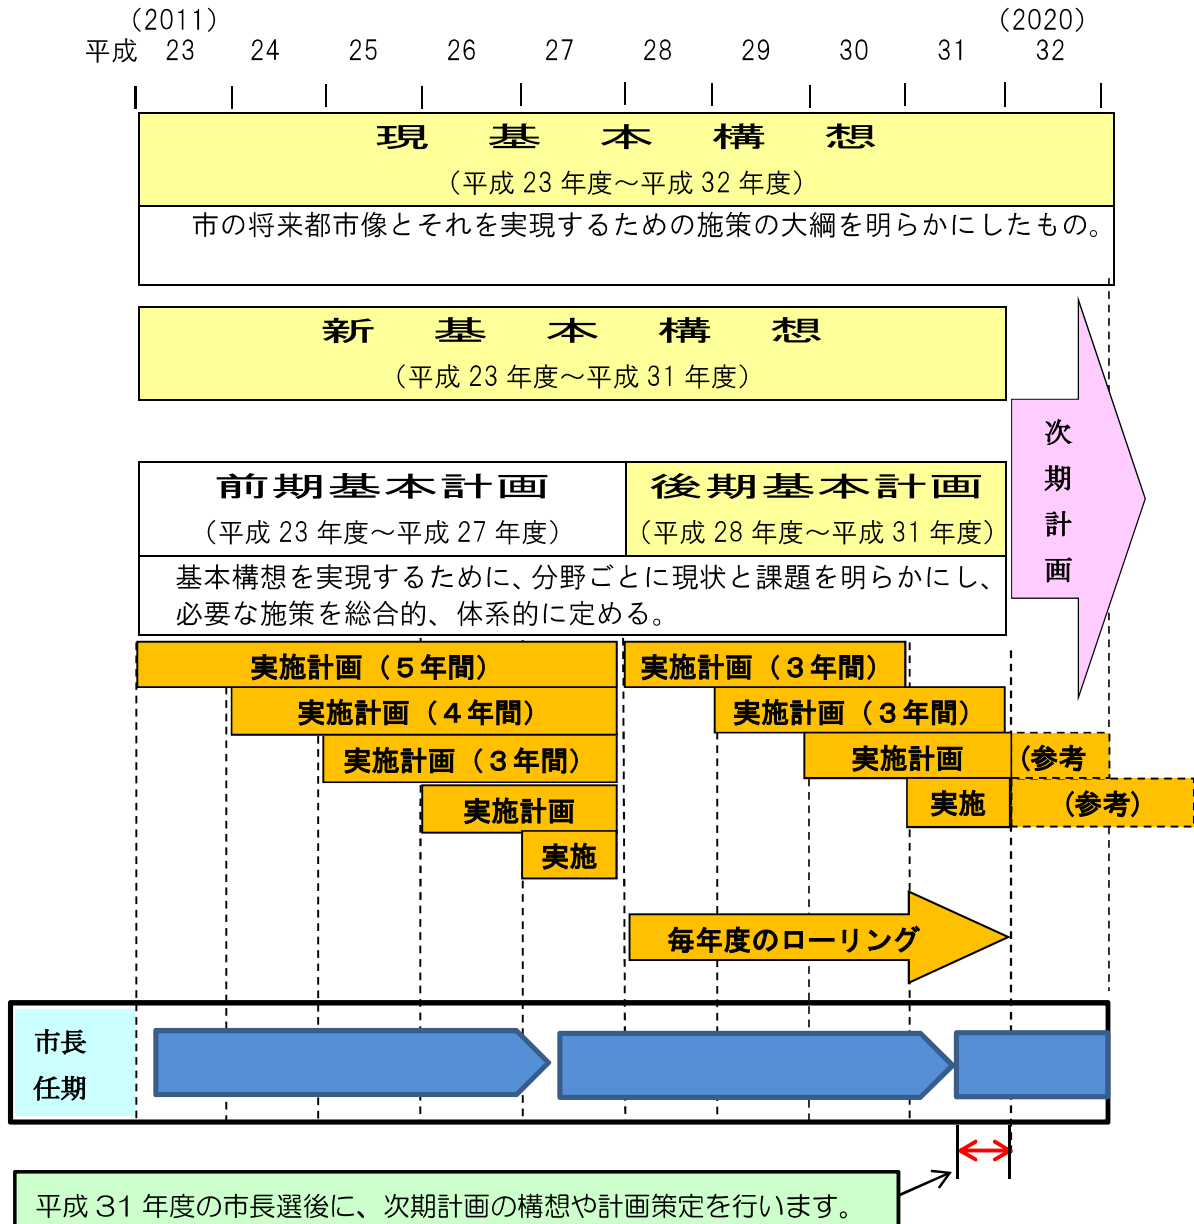 （2011） （2020）
平成 23 24 25 26 27 28 29 30 31 32
現　基　本　構　想
（平成 23 年度～平成 32 年度）
市の将来都市像とそれを実現するための施策の大綱を明らかにしたもの。
新　基　本　構　想
（平成 23 年度～平成 31 年度）
次期計画
前期基本計画 後期基本計画
（平成 23 年度～平成 27 年度） （平成 28 年度～平成 31 年度）
基本構想を実現するために、分野ごとに現状と課題を明らかにし、
必要な施策を総合的、体系的に定める。
実施計画（５年間） 実施計画（３年間）
実施計画（４年間） 実施計画（３年間）
実施計画（３年間） 実施計画 （参考
実施計画 実施 （参考）
実施
毎年度のローリング
市長
任期
平成 31 年度の市長選後に、次期計画の構想や計画策定を行います。